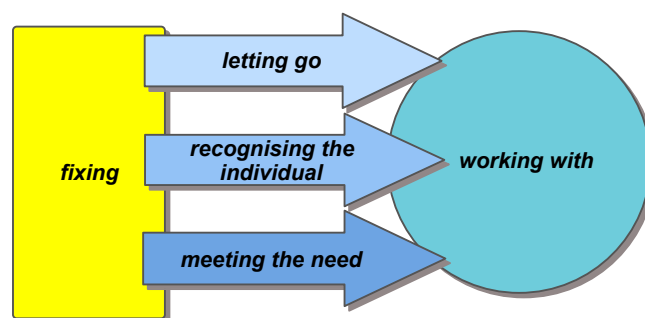 fixing
letting go
recognising the
individual
meeting the need
working with